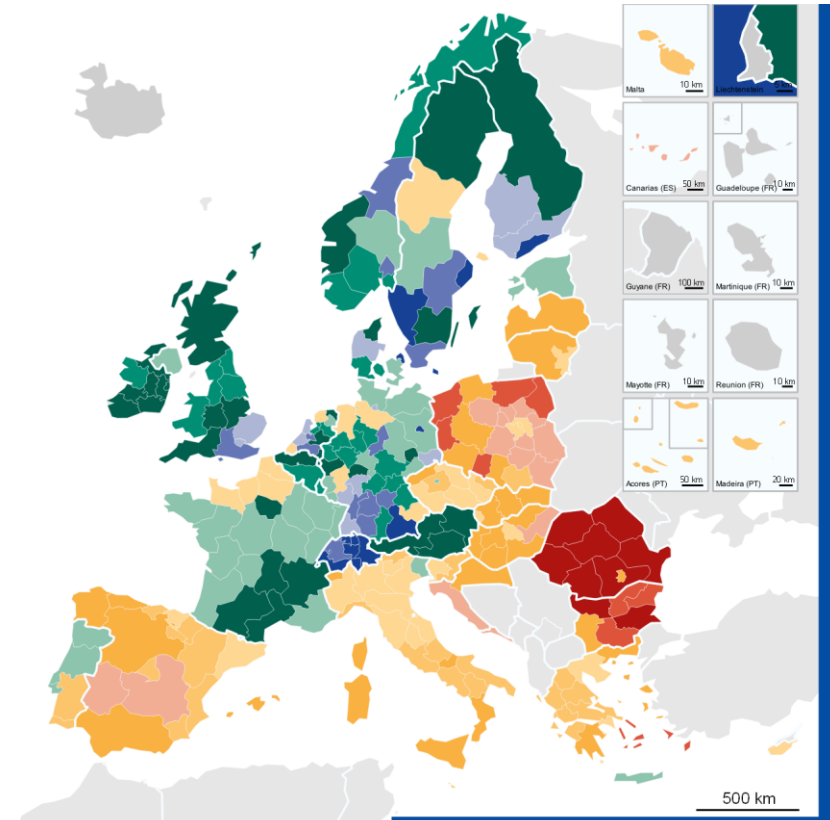 Malta
10 km
Liechtenstein
5 km
Canarias (ES)
50 km
Guadeloupe (FR)
10 km
Guyane (FR)
100 km
Martinique (FR)
10 km
Mayotte (FR)
10 km
Reunion (FR)
10 km
Acores (PT)
50 km
Madeira (PT)
20 km
500 km